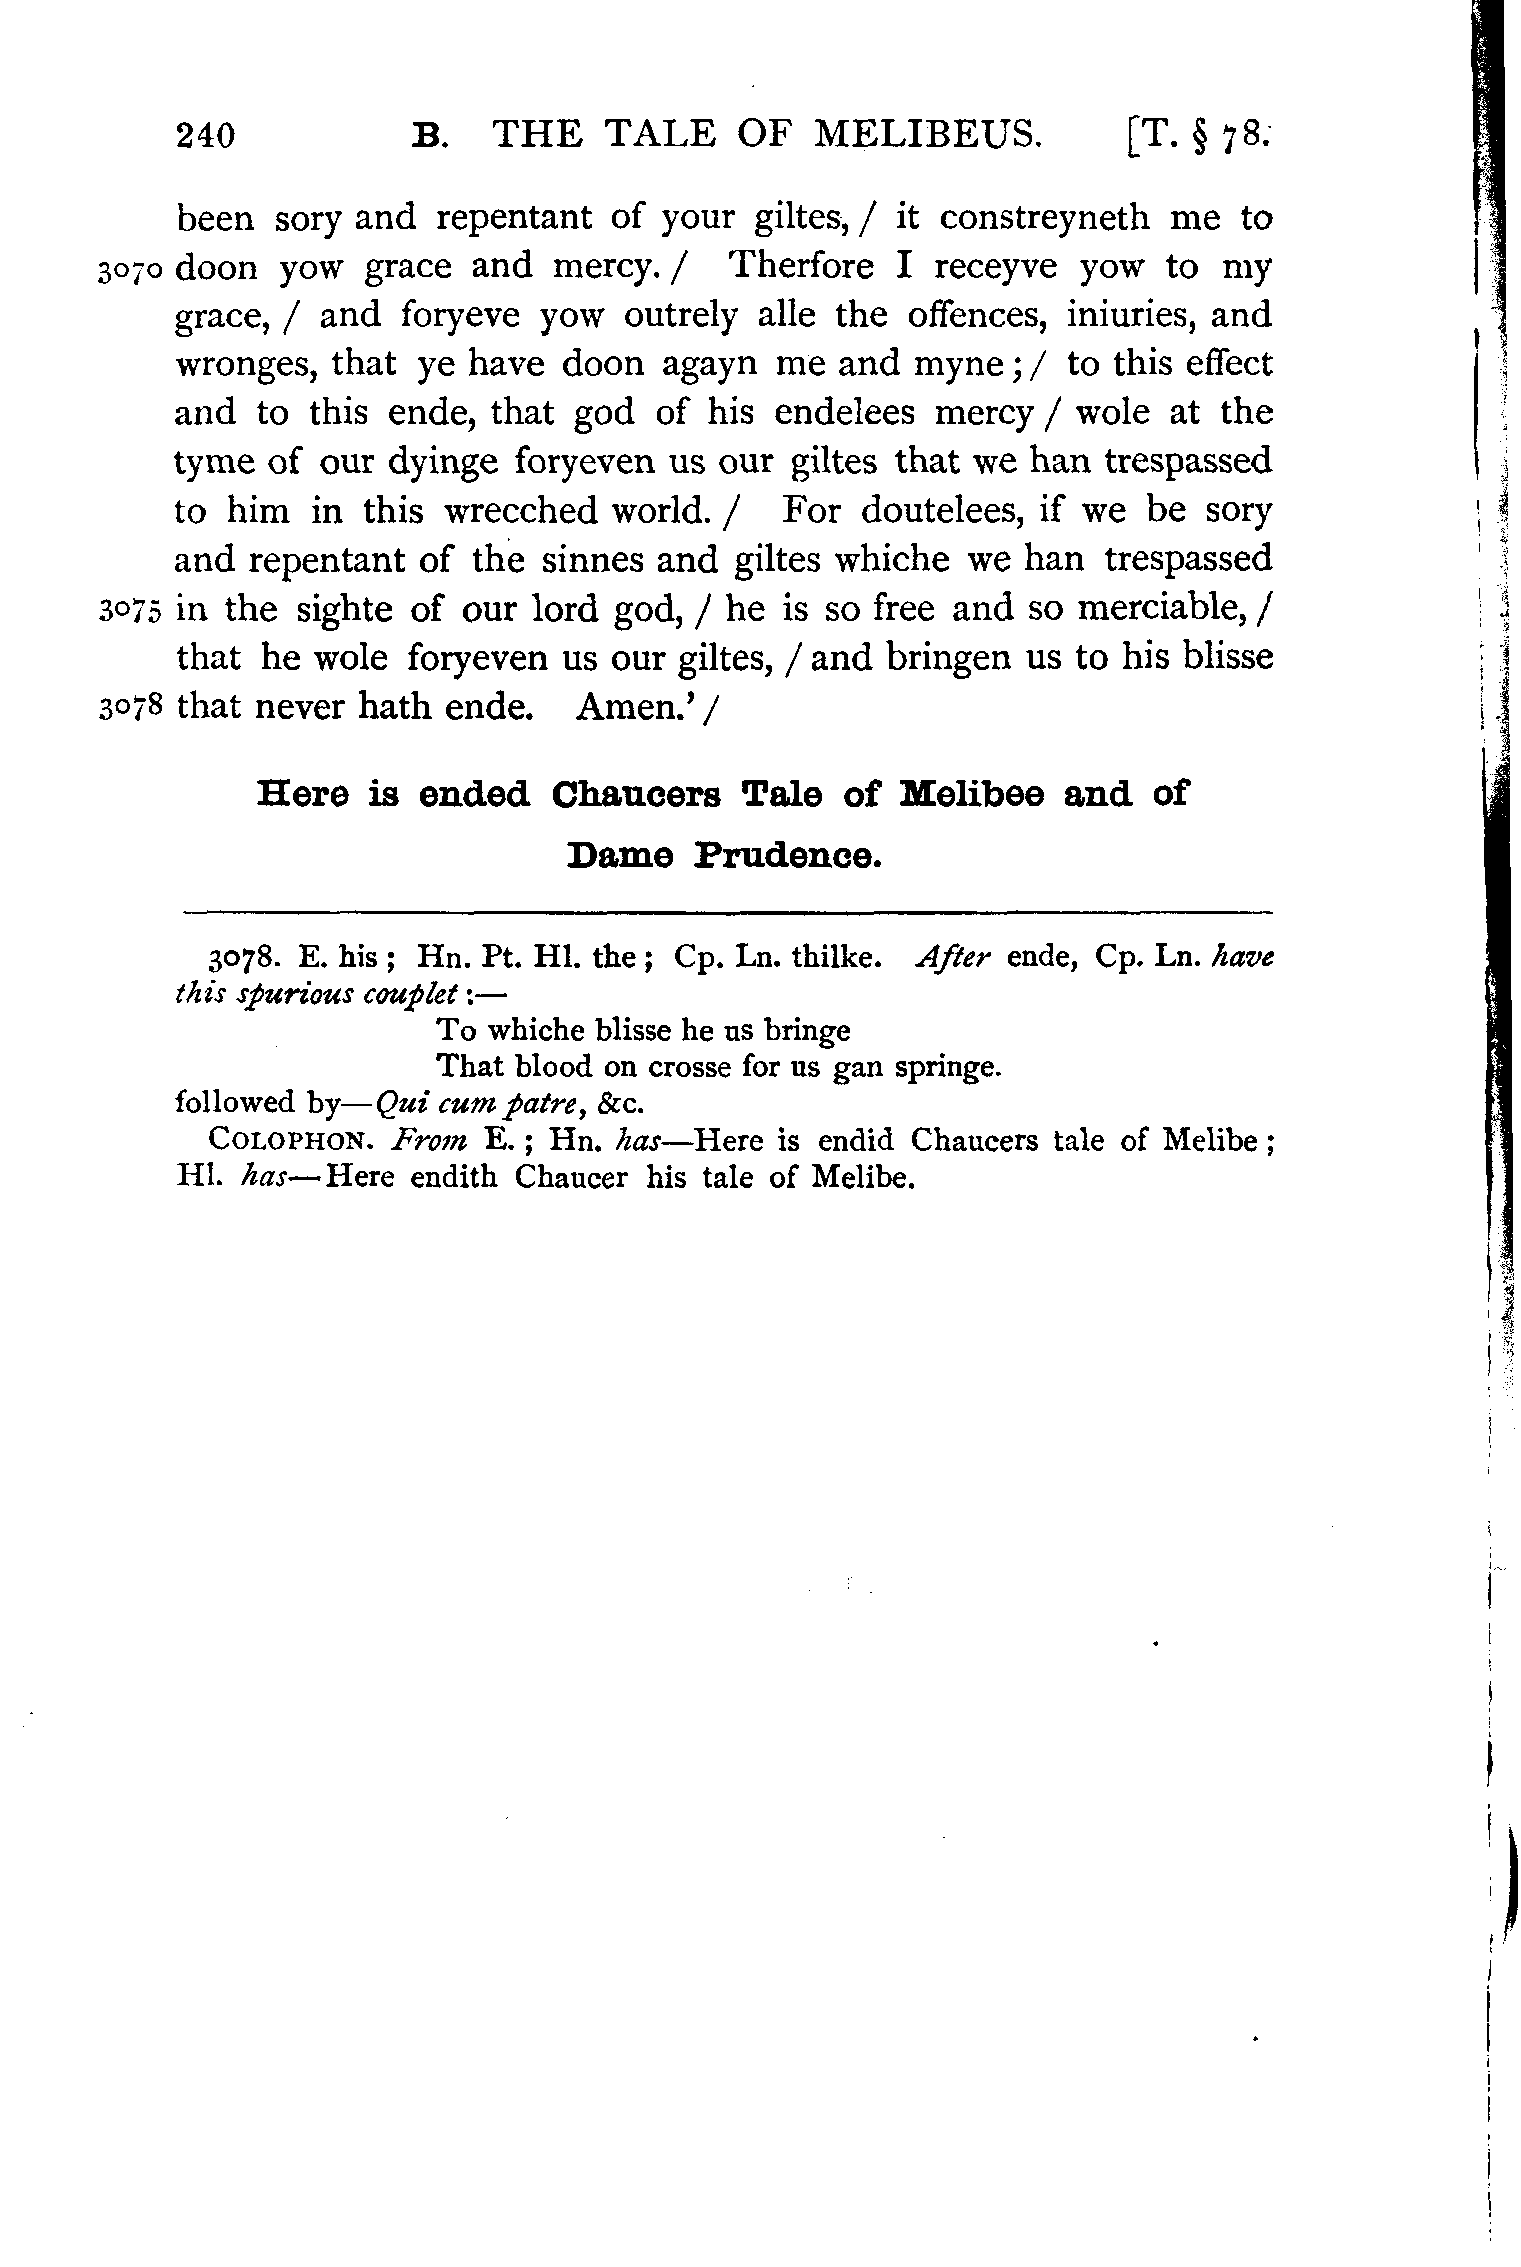 240 B. THE TALE OF MELIBEUS. [T. § 78.
been sory and repentant of your giltes, / it constreyneth me to
3070 doon yow grace and mercy. / Therfore I receyve yow to my
grace, / and foryeve yow outrely alle the offences, iniuries, and
wronges, that ye have doon agayn me and myne ; / to this effect
and to this ende, that god of his endelees mercy / wole at the
tyme of our dyinge foryeven us our giltes that we han trespassed
to him in this wrecched world. / For doutelees, if we be sory
and repentant of the sinnes and giltes whiche we han trespassed
3075 in the sighte of our lord god, / he is so free and so merciable, /
that he wole foryeven us our giltes, / and bringen us to his blisse
3078 that never hath ende. Amen.’ /
Here is ended Chaucers Tale of Melibee and of
Dame Prudence.
3078. E. his ; Hn. Pt. Hl. the ; Cp. Ln. thilke. After ende, Cp. Ln. have
this spurious couplet :—
To whiche blisse he us bringe
That blood on crosse for us gan springe.
followed by—Qui cum patre, &c.
COLOPHON. From E. ; Hn. has—Here is endid Chaucers tale of Melibe ;
Hl. has—Here endith Chaucer his tale of Melibe.